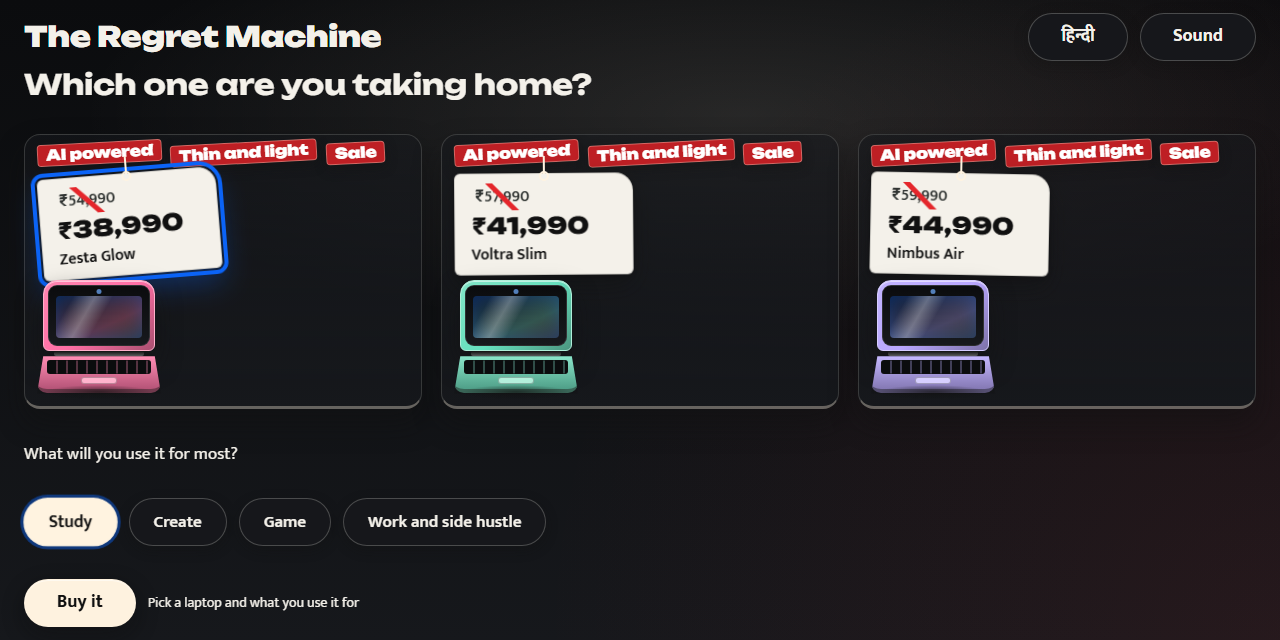 The Regret Machine
हिन्दी
Sound
Which one are you taking home?
AI powered
Thin and light
Sale
₹54,990
₹38,990
Zesta Glow
AI powered
Thin and light
Sale
₹57,990
₹41,990
Voltra Slim
AI powered
Thin and light
Sale
₹59,990
₹44,990
Nimbus Air
What will you use it for most?
Study
Create
Game
Work and side hustle
Buy it
Pick a laptop and what you use it for